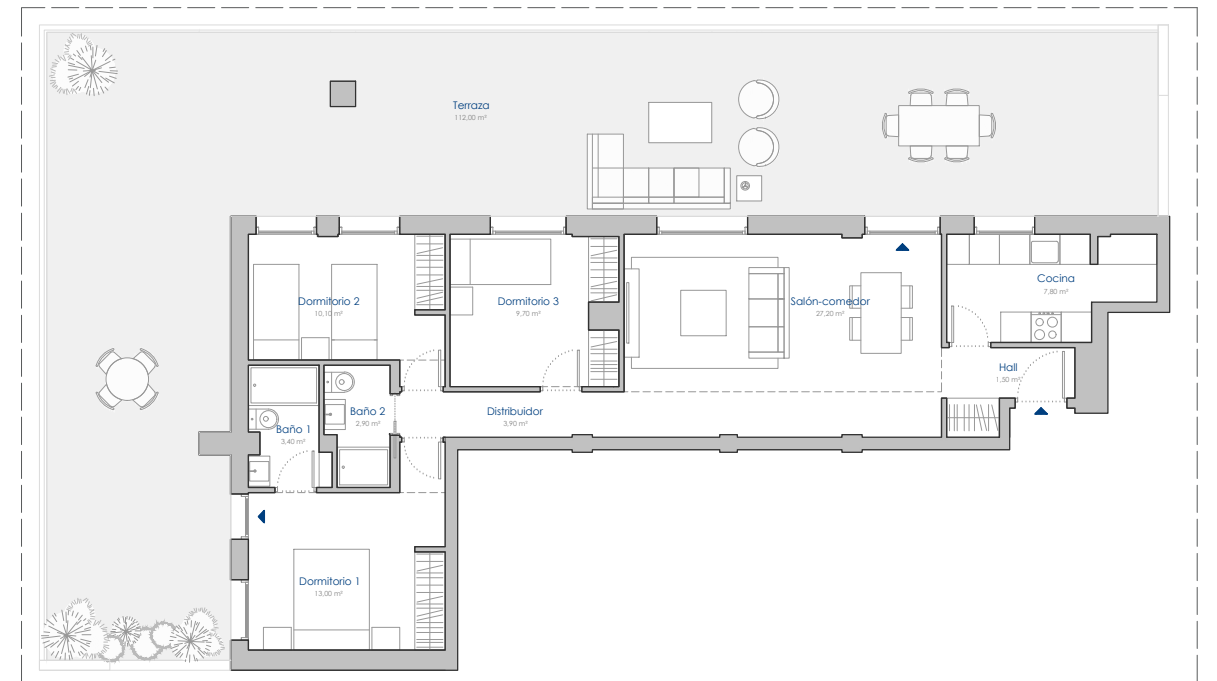 Terraza
112,00 m²
Cocina
7,80 m²
Dormitorio 2
10,10 m²
Dormitorio 3
9,70 m²
Salón-comedor
27,20 m²
Hall
1,50 m²
Baño 1
3,40 m²
Baño 2
2,90 m²
Distribuidor
3,90 m²
Dormitorio 1
13,00 m²